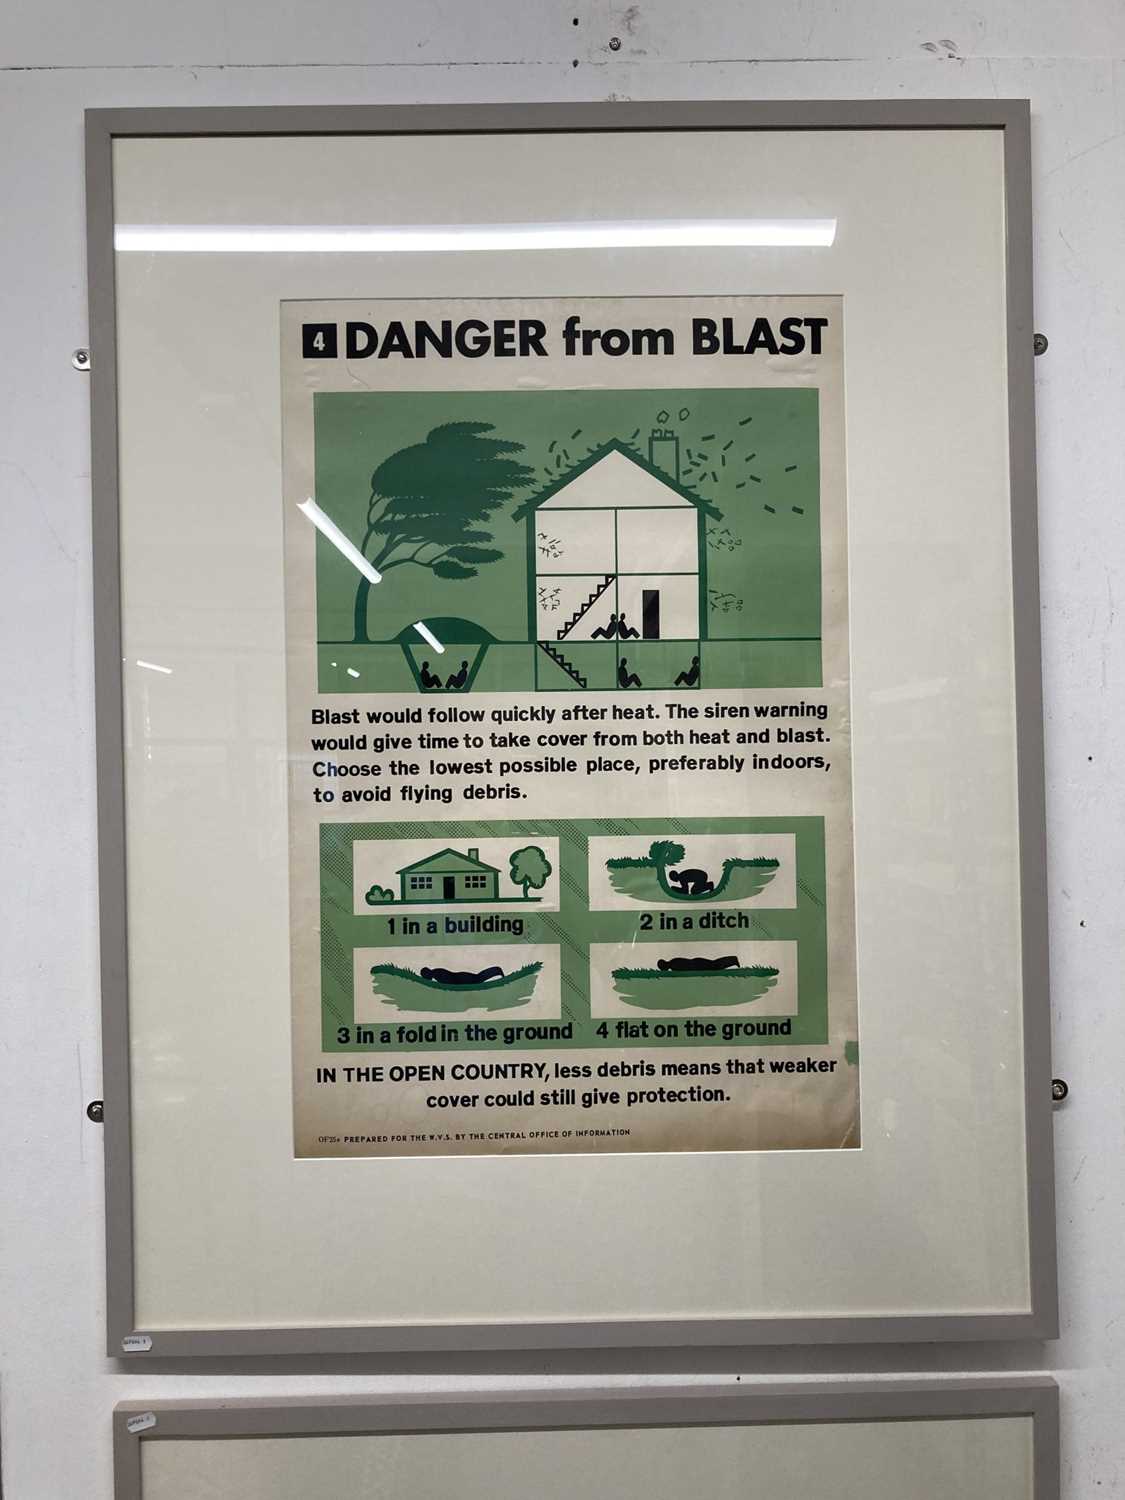 4 DANGER from BLAST
Blast would follow quickly after heat. The siren warning
would give time to take cover from both heat and blast.
Choose the lowest possible place, preferably indoors,
to avoid flying debris.
1 in a building
2 in a ditch
3 in a fold in the ground
4 flat on the ground
IN THE OPEN COUNTRY, less debris means that weaker
cover could still give protection.
PREPARED FOR THE W.V.S. BY THE CENTRAL OFFICE OF INFORMATION